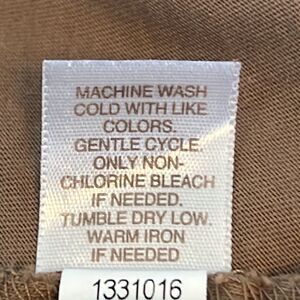 MACHINE WASH
COLD WITH LIKE
COLORS.
GENTLE CYCLE.
ONLY NON-
CHLORINE BLEACH
IF NEEDED.
TUMBLE DRY LOW.
WARM IRON
IF NEEDED
1331016